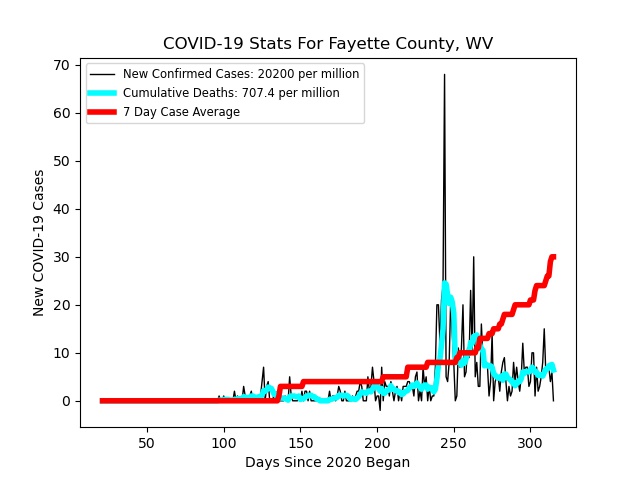 COVID-19 Stats For Fayette County, WV
New Confirmed Cases: 20200 per million
Cumulative Deaths: 707.4 per million
7 Day Case Average
70
60
50
40
30
20
10
0
New COVID-19 Cases
50 100 150 200 250 300
Days Since 2020 Began